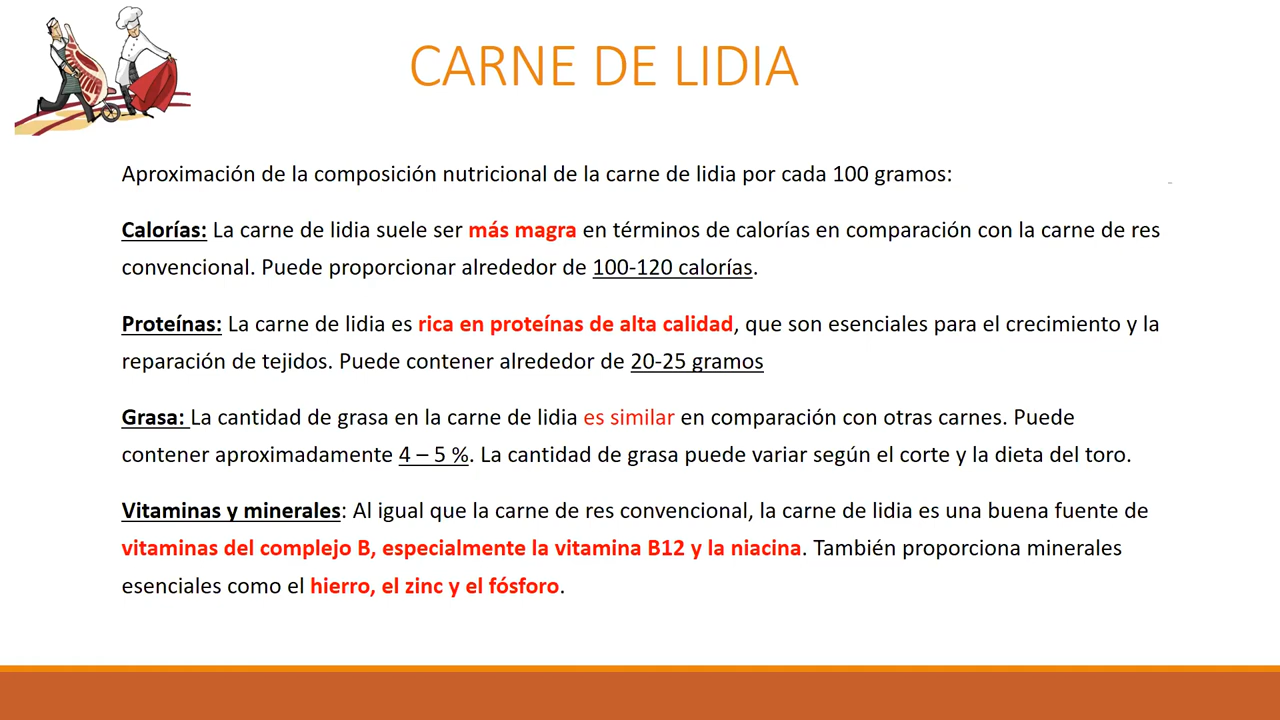 CARNE DE LIDIA
Aproximación de la composición nutricional de la carne de lidia por cada 100 gramos:
Calorías: La carne de lidia suele ser más magra en términos de calorías en comparación con la carne de res
convencional. Puede proporcionar alrededor de 100-120 calorías.
Proteínas: La carne de lidia es rica en proteínas de alta calidad, que son esenciales para el crecimiento y la
reparación de tejidos. Puede contener alrededor de 20-25 gramos
Grasa: La cantidad de grasa en la carne de lidia es similar en comparación con otras carnes. Puede
contener aproximadamente 4 – 5 %. La cantidad de grasa puede variar según el corte y la dieta del toro.
Vitaminas y minerales: Al igual que la carne de res convencional, la carne de lidia es una buena fuente de
vitaminas del complejo B, especialmente la vitamina B12 y la niacina. También proporciona minerales
esenciales como el hierro, el zinc y el fósforo.